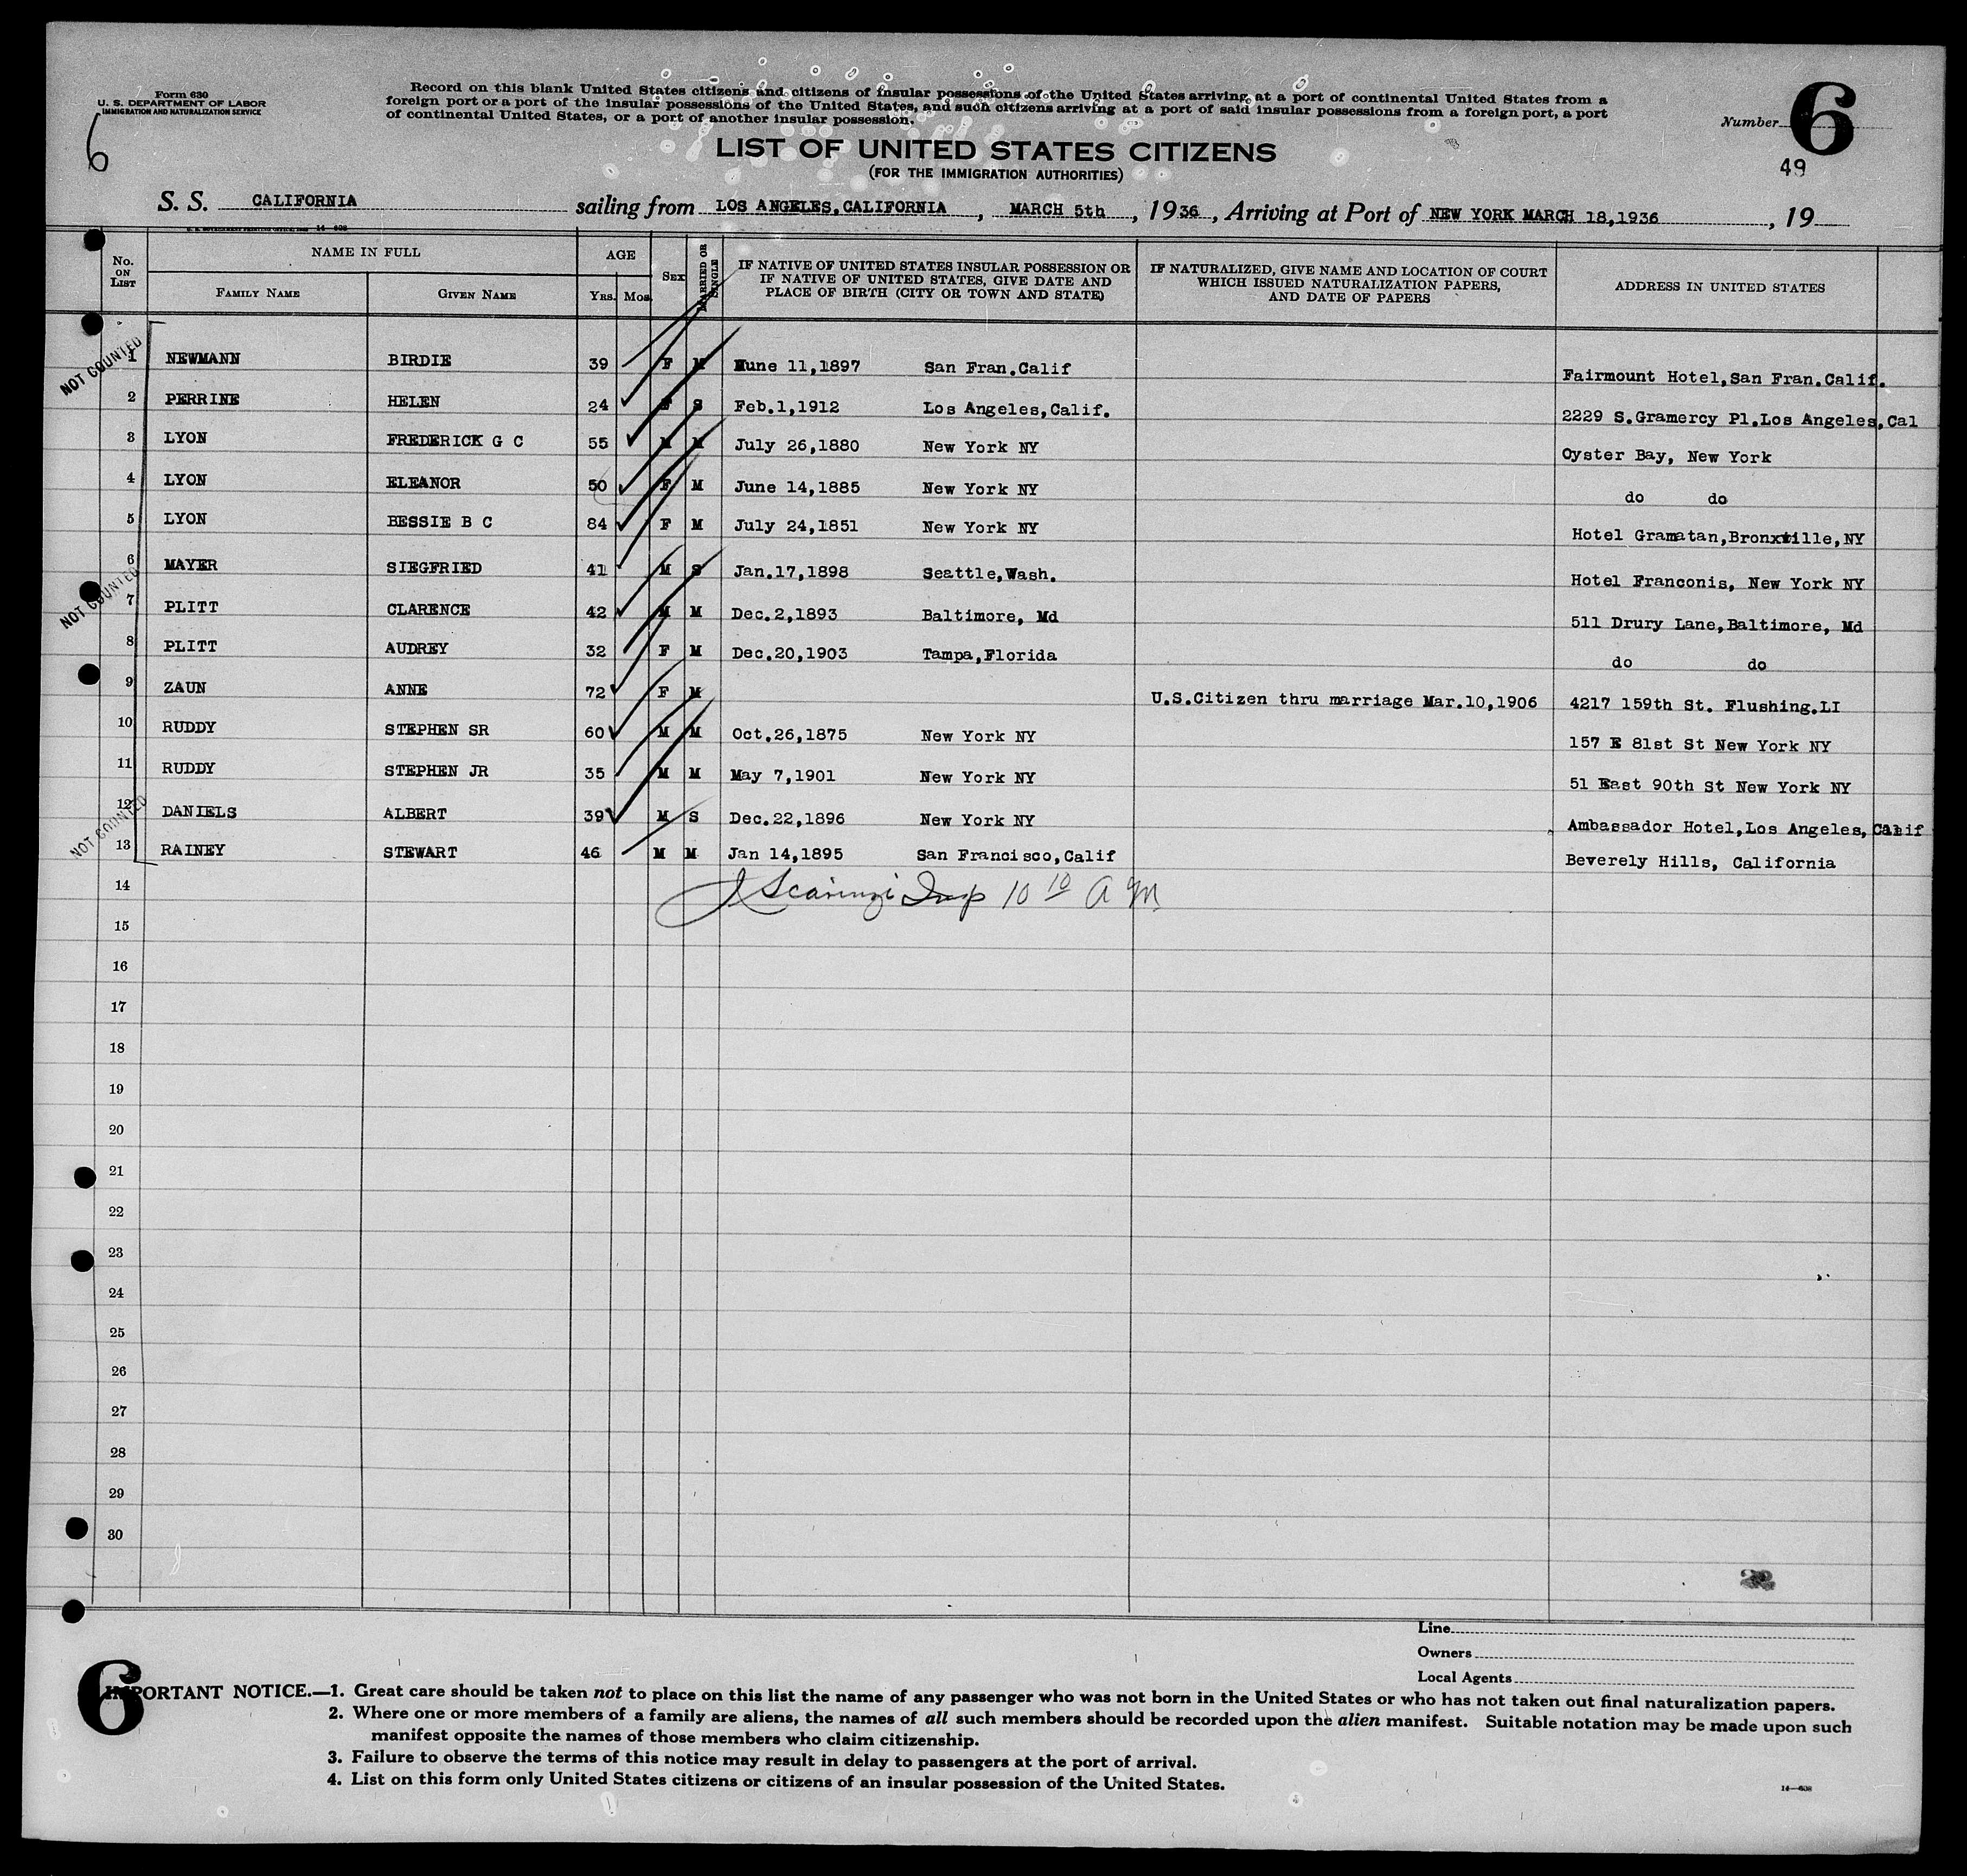 Form 630
U. S. DEPARTMENT OF LABOR
IMMIGRATION AND NATURALIZATION SERVICE
6
Record on this blank United States citizens and citizens of insular possessions of the United States arriving at a port of continental United States from a
foreign port or a port of the insular possessions of the United States, and such citizens arriving at a port of said insular possessions from a foreign port, a port
of continental United States, or a port of another insular possession.
Number 6
49
LIST OF UNITED STATES CITIZENS
(FOR THE IMMIGRATION AUTHORITIES)
S. S. CALIFORNIA sailing from LOS ANGELES, CALIFORNIA, MARCH 5th, 1936, Arriving at Port of NEW YORK MARCH 18,1936, 19
No. ON LIST NAME IN FULL AGE SEX MARRIED OR SINGLE IF NATIVE OF UNITED STATES INSULAR POSSESSION OR IF NATIVE OF UNITED STATES, GIVE DATE AND PLACE OF BIRTH (CITY OR TOWN AND STATE) IF NATURALIZED, GIVE NAME AND LOCATION OF COURT WHICH ISSUED NATURALIZATION PAPERS, AND DATE OF PAPERS ADDRESS IN UNITED STATES
FAMILY NAME GIVEN NAME YRS. MOS.
NOT COUNTED
1 NEWMANN BIRDIE 39 F M Mune 11,1897 San Fran.Calif Fairmount Hotel,San Fran.Calif.
2 PERRINE HELEN 24 F S Feb.1,1912 Los Angeles,Calif. 2229 S.Gramercy Pl.Los Angeles,Cal
3 LYON FREDERICK G C 55 M M July 26,1880 New York NY Oyster Bay, New York
4 LYON ELEANOR 50 F M June 14,1885 New York NY do do
5 LYON BESSIE B C 84 F M July 24,1851 New York NY Hotel Gramatan,Bronxville,NY
6 MAYER SIEGFRIED 41 M S Jan.17,1898 Seattle,Wash. Hotel Franconis, New York NY
NOT COUNTED
7 PLITT CLARENCE 42 M M Dec.2,1893 Baltimore, Md 511 Drury Lane,Baltimore, Md
8 PLITT AUDREY 32 F M Dec.20,1903 Tampa,Florida do do
9 ZAUN ANNE 72 F M U.S.Citizen thru marriage Mar.10,1906 4217 159th St. Flushing.LI
10 RUDDY STEPHEN SR 60 M M Oct.26,1875 New York NY 157 E 81st St New York NY
11 RUDDY STEPHEN JR 35 M M May 7,1901 New York NY 51 East 90th St New York NY
12 DANIELS ALBERT 39 M S Dec.22,1896 New York NY Ambassador Hotel,Los Angeles,Calif
NOT COUNTED
13 RAINEY STEWART 46 M M Jan 14,1895 San Francisco,Calif Beverely Hills, California
14 Insp 10 10 A M
15
16
17
18
19
20
21
22
23
24
25
26
27
28
29
30
Line
Owners
Local Agents
6
IMPORTANT NOTICE.—1. Great care should be taken not to place on this list the name of any passenger who was not born in the United States or who has not taken out final naturalization papers.
2. Where one or more members of a family are aliens, the names of all such members should be recorded upon the alien manifest. Suitable notation may be made upon such
manifest opposite the names of those members who claim citizenship.
3. Failure to observe the terms of this notice may result in delay to passengers at the port of arrival.
4. List on this form only United States citizens or citizens of an insular possession of the United States.